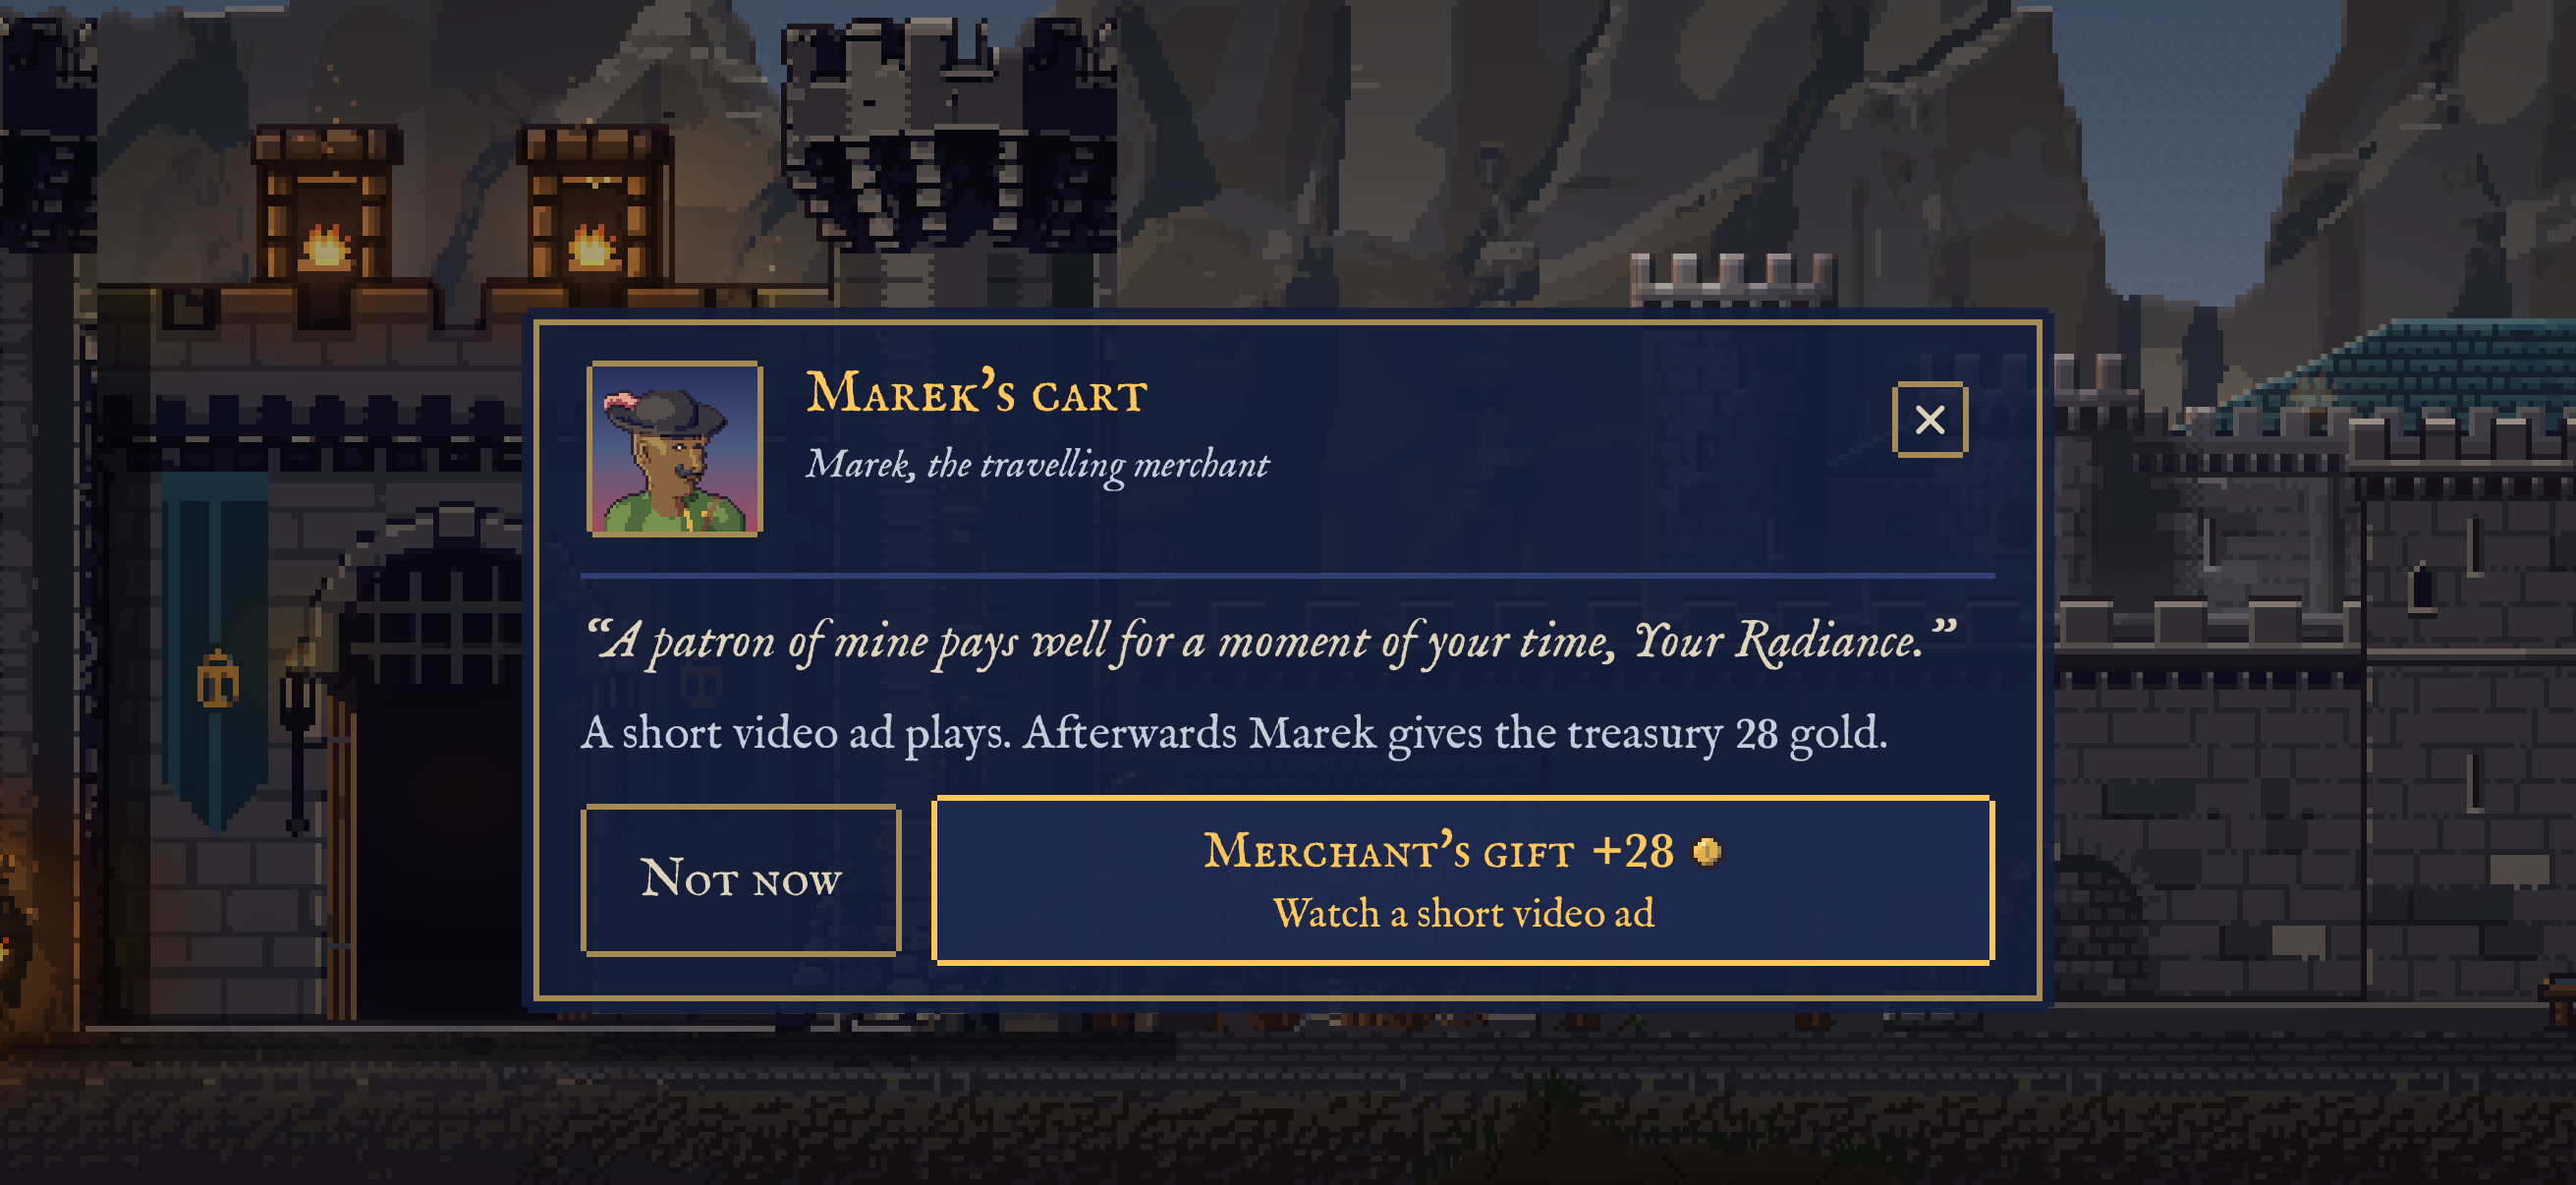 Marek’s cart
Marek, the travelling merchant
“A patron of mine pays well for a moment of your time, Your Radiance.”
A short video ad plays. Afterwards Marek gives the treasury 28 gold.
Not now
Merchant’s gift +28
Watch a short video ad